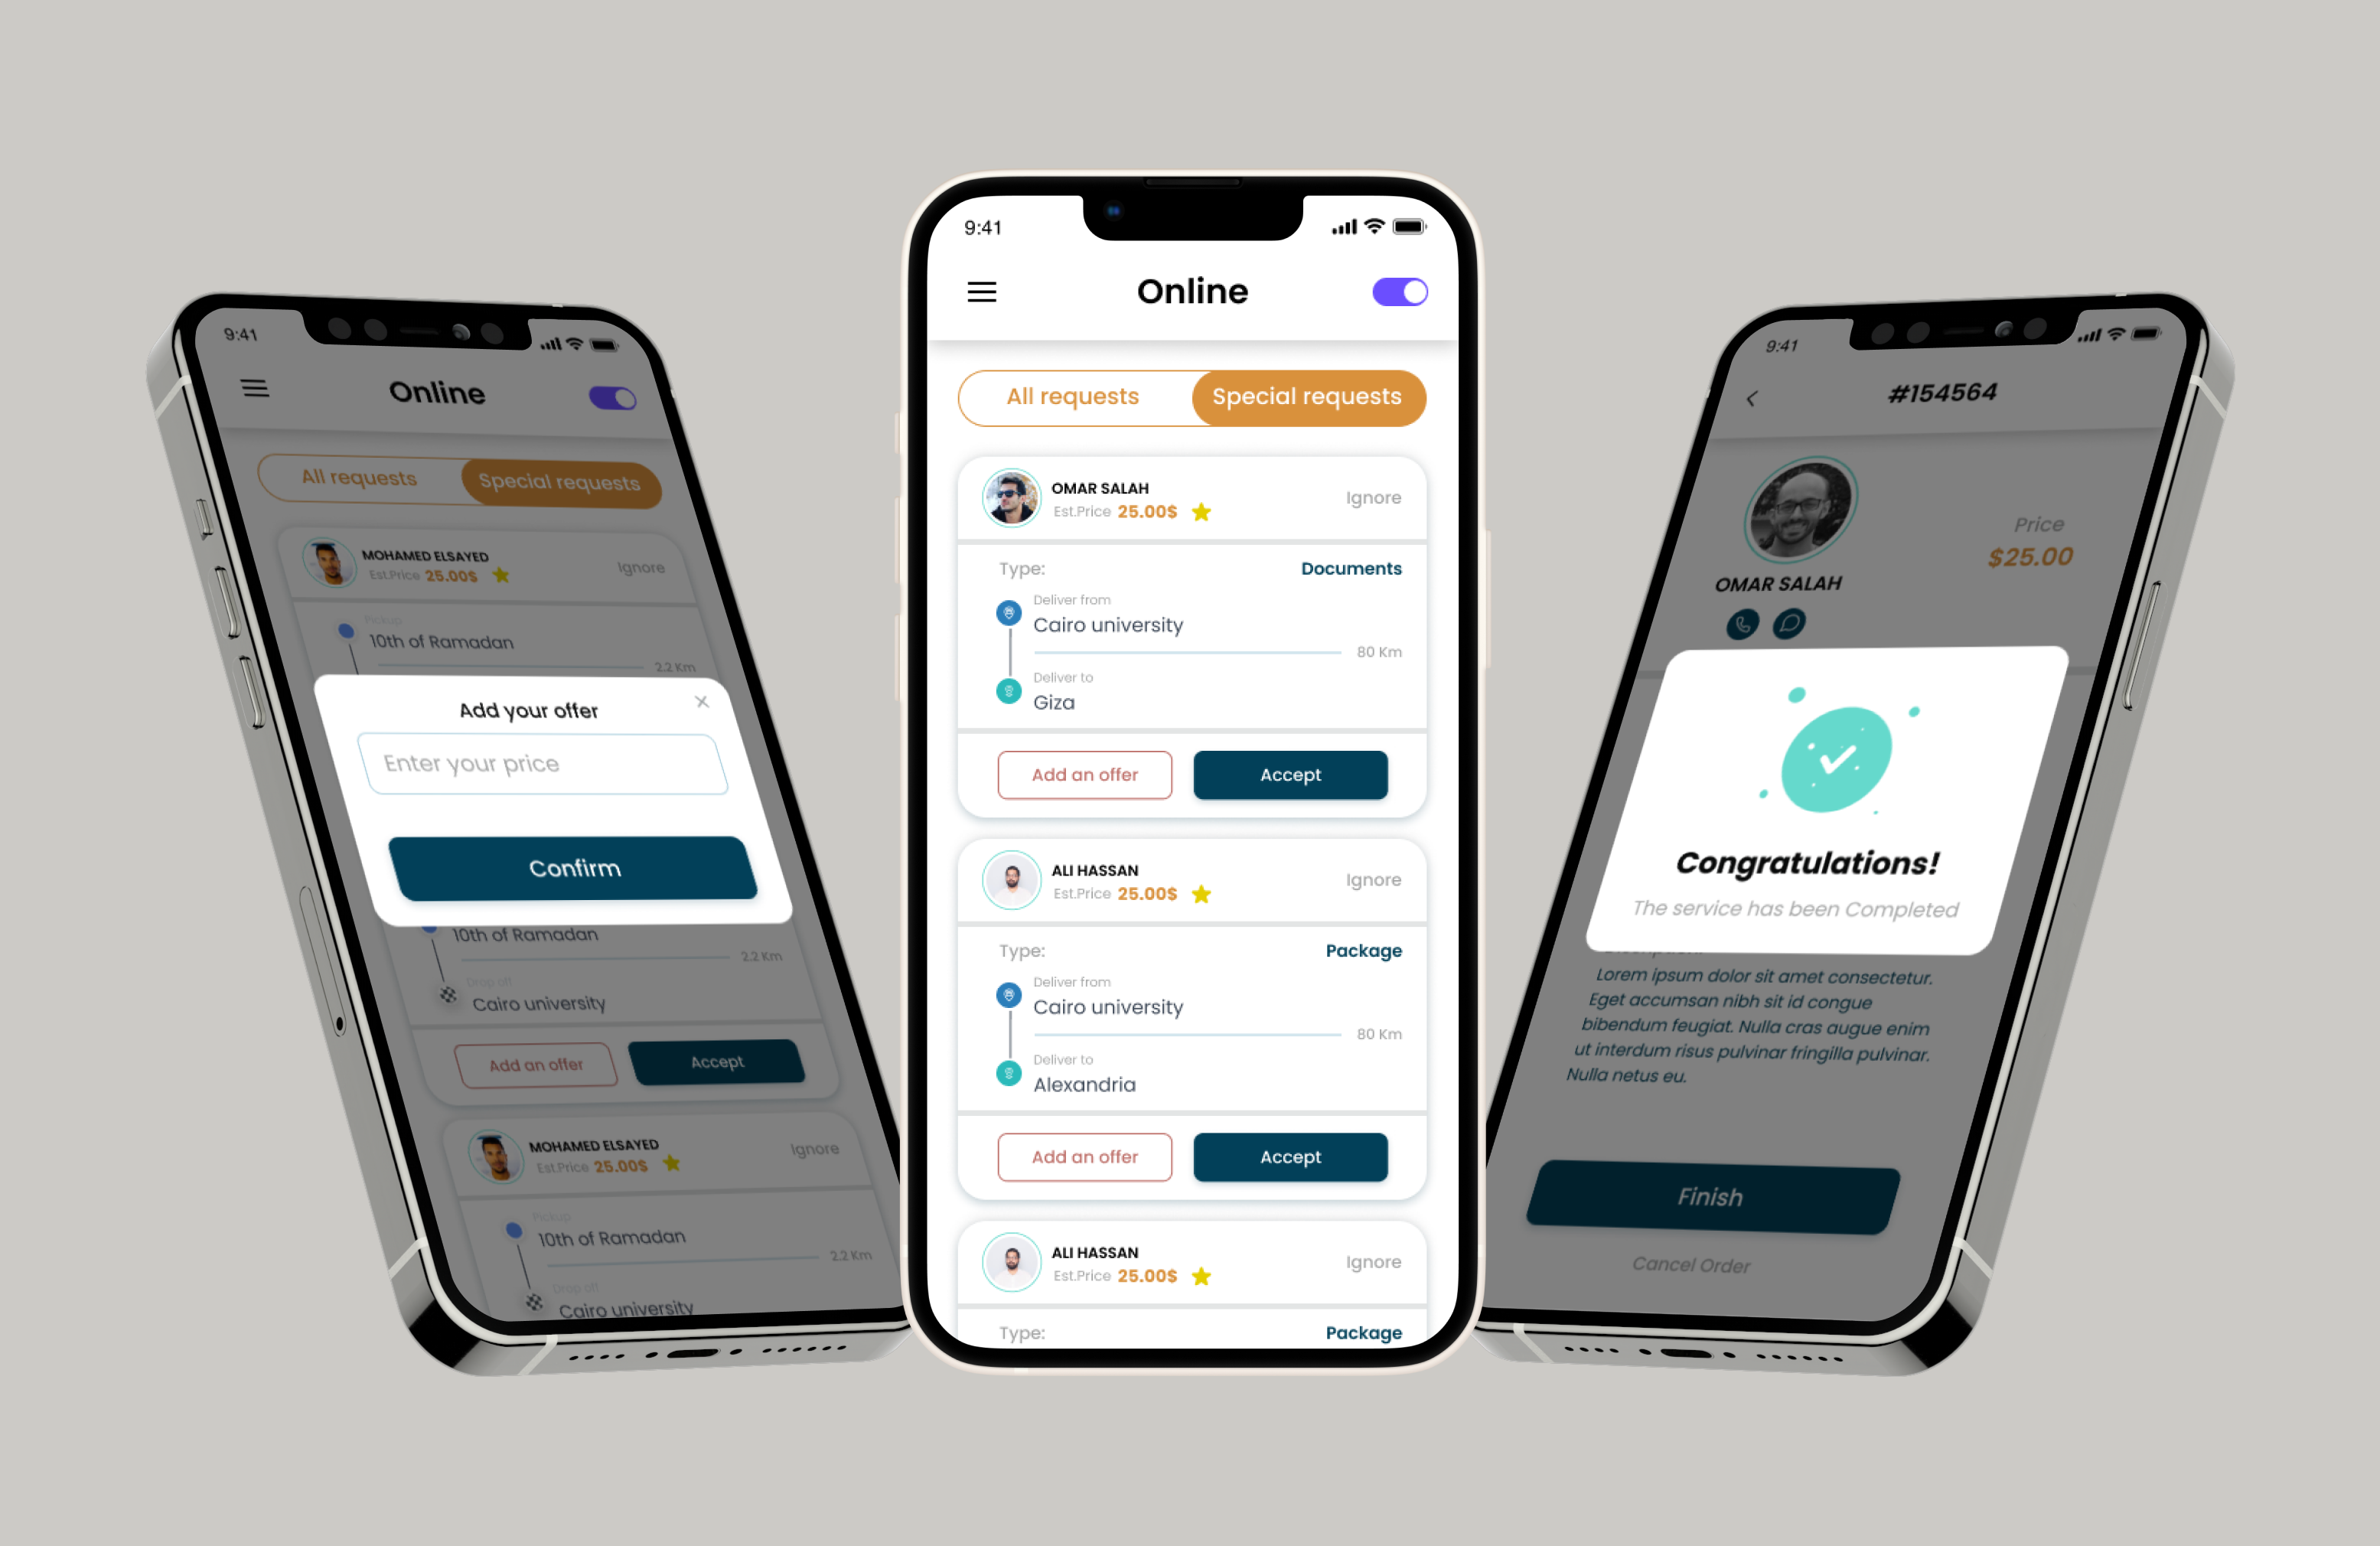 9:41
Online
All requests
Special requests
MOHAMED ELSAYED
Est.Price 25.00$
Ignore
Pickup
10th of Ramadan
2.2 Km
Add your offer
Enter your price
Confirm
10th of Ramadan
2.2 Km
Drop off
Cairo university
Add an offer
Accept
MOHAMED ELSAYED
Est.Price 25.00$
Ignore
Pickup
10th of Ramadan
2.2 Km
Drop off
Cairo university
9:41
Online
All requests
Special requests
OMAR SALAH
Est.Price 25.00$
Ignore
Type:
Documents
Deliver from
Cairo university
80 Km
Deliver to
Giza
Add an offer
Accept
ALI HASSAN
Est.Price 25.00$
Ignore
Type:
Package
Deliver from
Cairo university
80 Km
Deliver to
Alexandria
Add an offer
Accept
ALI HASSAN
Est.Price 25.00$
Ignore
Type:
Package
9:41
#154564
Price
$25.00
OMAR SALAH
Congratulations!
The service has been Completed
Lorem ipsum dolor sit amet consectetur.
Eget accumsan nibh sit id congue
bibendum feugiat. Nulla cras augue enim
ut interdum risus pulvinar fringilla pulvinar.
Nulla netus eu.
Finish
Cancel Order